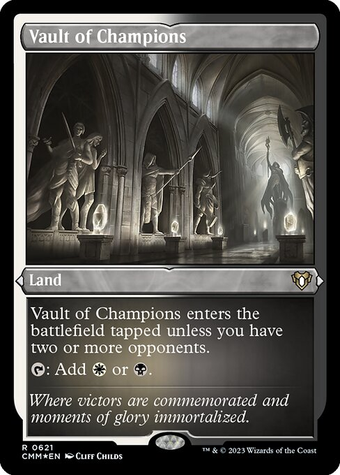 Vault of Champions
Land
Vault of Champions enters the
battlefield tapped unless you have
two or more opponents.
: Add or .
Where victors are commemorated and
moments of glory immortalized.
R 0621
CMM★EN Cliff Childs
™ & © 2023 Wizards of the Coast